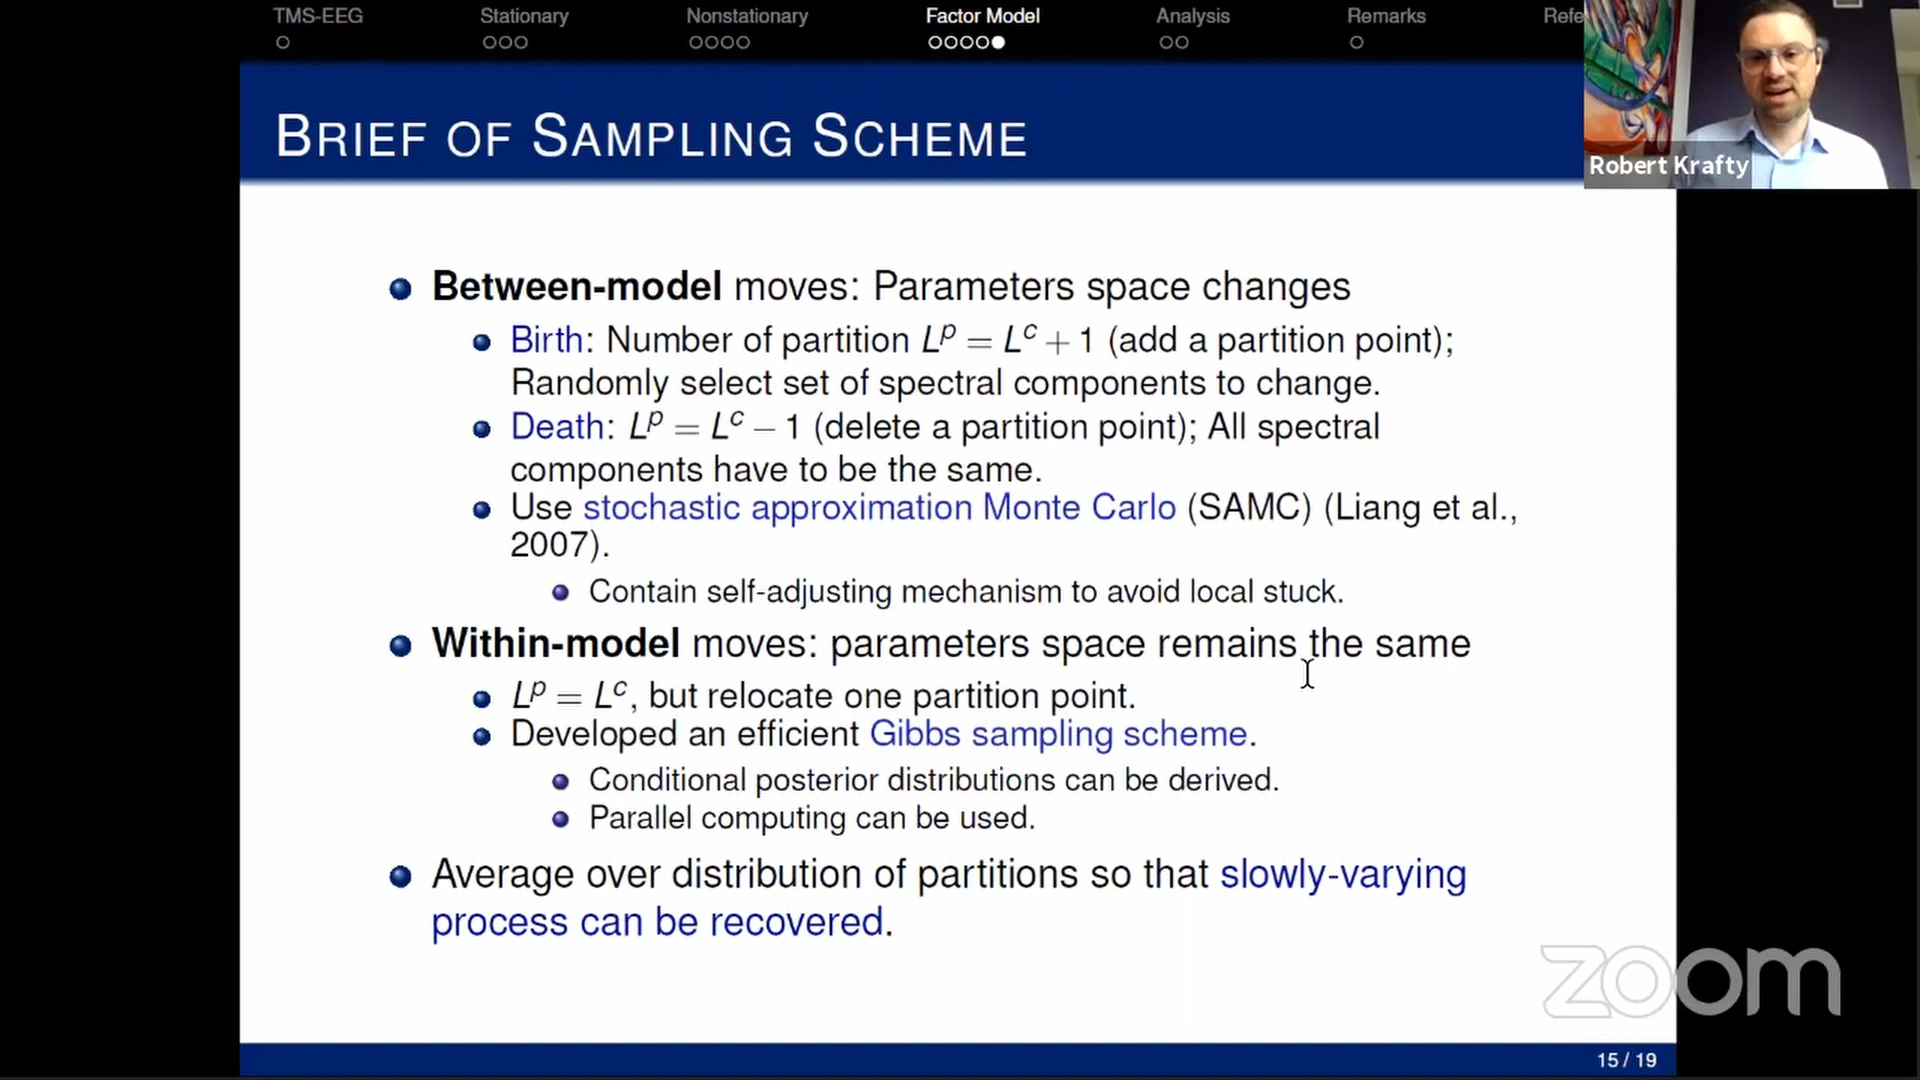 TMS-EEG Stationary Nonstationary Factor Model Analysis Remarks Refe
Robert Krafty
BRIEF OF SAMPLING SCHEME
Between-model moves: Parameters space changes
Birth: Number of partition Lᵖ = Lᶜ + 1 (add a partition point);
Randomly select set of spectral components to change.
Death: Lᵖ = Lᶜ − 1 (delete a partition point); All spectral
components have to be the same.
Use stochastic approximation Monte Carlo (SAMC) (Liang et al.,
2007).
Contain self-adjusting mechanism to avoid local stuck.
Within-model moves: parameters space remains the same
Lᵖ = Lᶜ, but relocate one partition point.
Developed an efficient Gibbs sampling scheme.
Conditional posterior distributions can be derived.
Parallel computing can be used.
Average over distribution of partitions so that slowly-varying
process can be recovered.
zoom
15 / 19